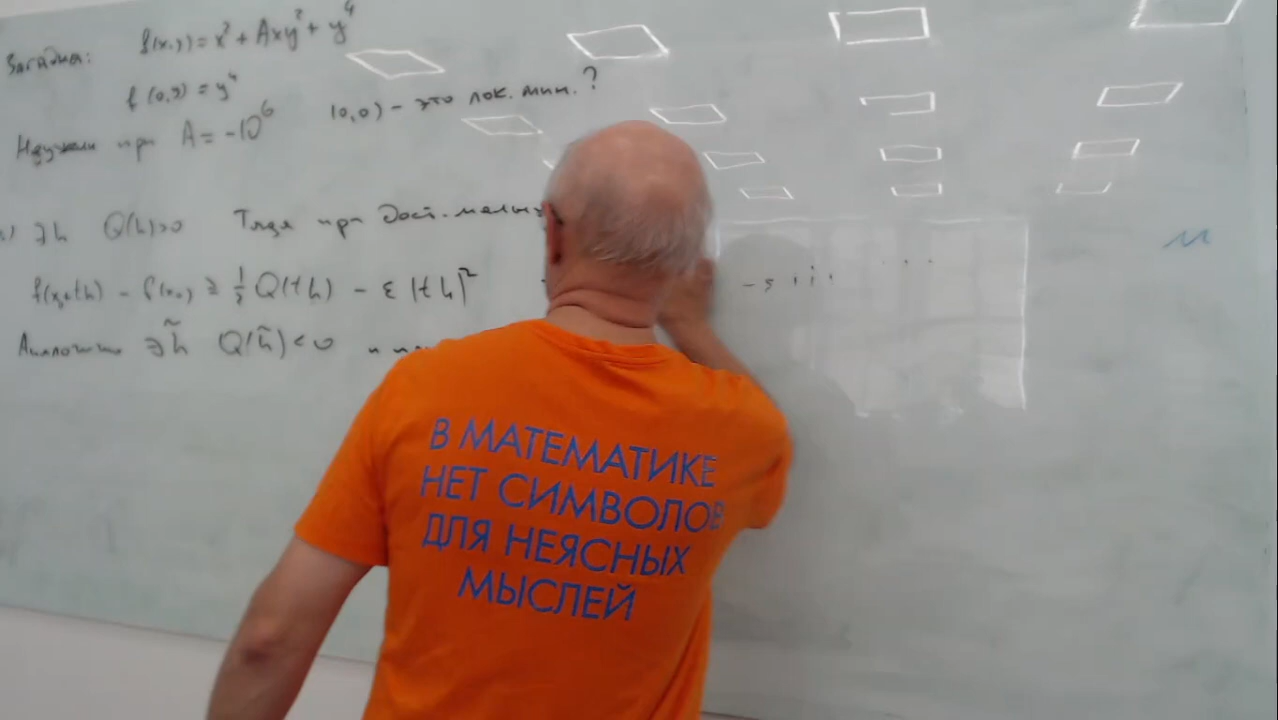 Загадка: f(x,y) = x² + Axy² + y⁴
f(0,y) = y⁴
Неужели при A = -10⁶ (0,0) - это лок. мин. ?
∃h Q(h)>0 Тогда при дост. малых
f(x₀+th) - f(x₀) ≥ ½ Q(th) - ε |th|²
Аналогично ∃h̃ Q(h̃)<0 и
В МАТЕМАТИКЕ
НЕТ СИМВОЛОВ
ДЛЯ НЕЯСНЫХ
МЫСЛЕЙ